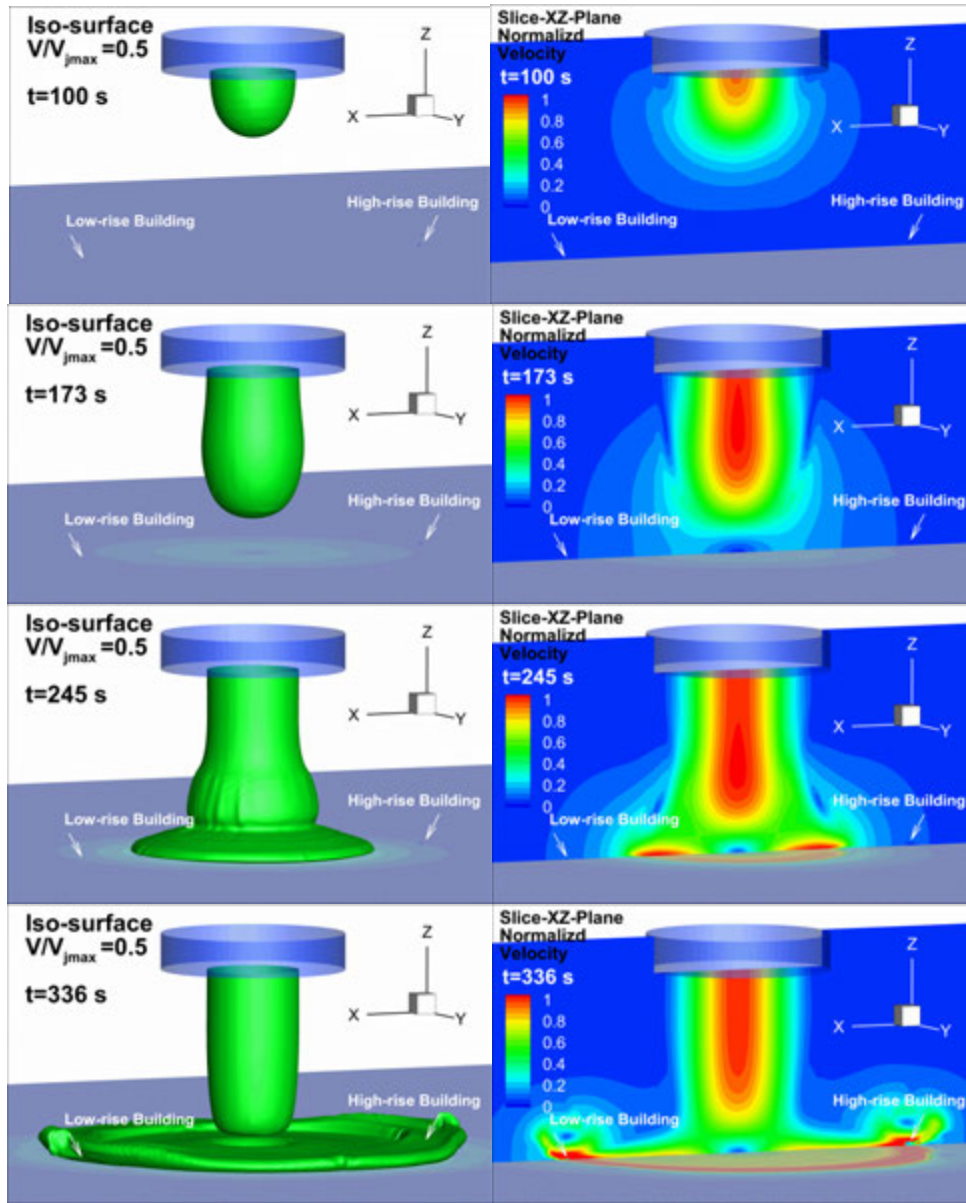 Iso-surface
V/Vjmax=0.5
t=100 s
Z
X
Y
Low-rise Building
High-rise Building
Slice-XZ-Plane
Normalizd
Velocity
t=100 s
1
0.8
0.6
0.4
0.2
0
Z
X
Y
Low-rise Building
High-rise Building
Iso-surface
V/Vjmax=0.5
t=173 s
Z
X
Y
Low-rise Building
High-rise Building
Slice-XZ-Plane
Normalizd
Velocity
t=173 s
1
0.8
0.6
0.4
0.2
0
Z
X
Y
Low-rise Building
High-rise Building
Iso-surface
V/Vjmax=0.5
t=245 s
Z
X
Y
Low-rise Building
High-rise Building
Slice-XZ-Plane
Normalizd
Velocity
t=245 s
1
0.8
0.6
0.4
0.2
0
Z
X
Y
Low-rise Building
High-rise Building
Iso-surface
V/Vjmax=0.5
t=336 s
Z
X
Y
Low-rise Building
High-rise Building
Slice-XZ-Plane
Normalizd
Velocity
t=336 s
1
0.8
0.6
0.4
0.2
0
Z
X
Y
Low-rise Building
High-rise Building